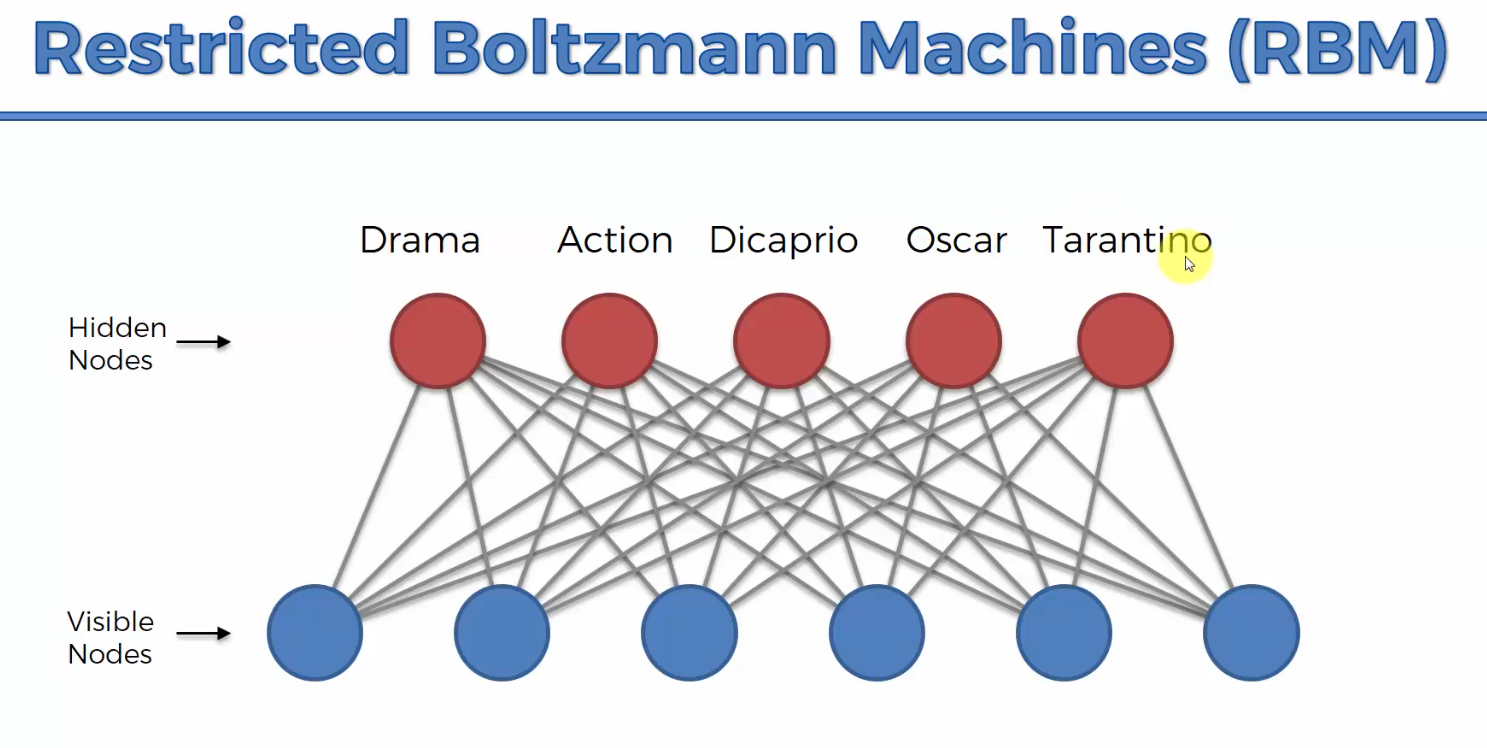 Restricted Boltzmann Machines (RBM)
Drama Action Dicaprio Oscar Tarantino
Hidden
Nodes
Visible
Nodes